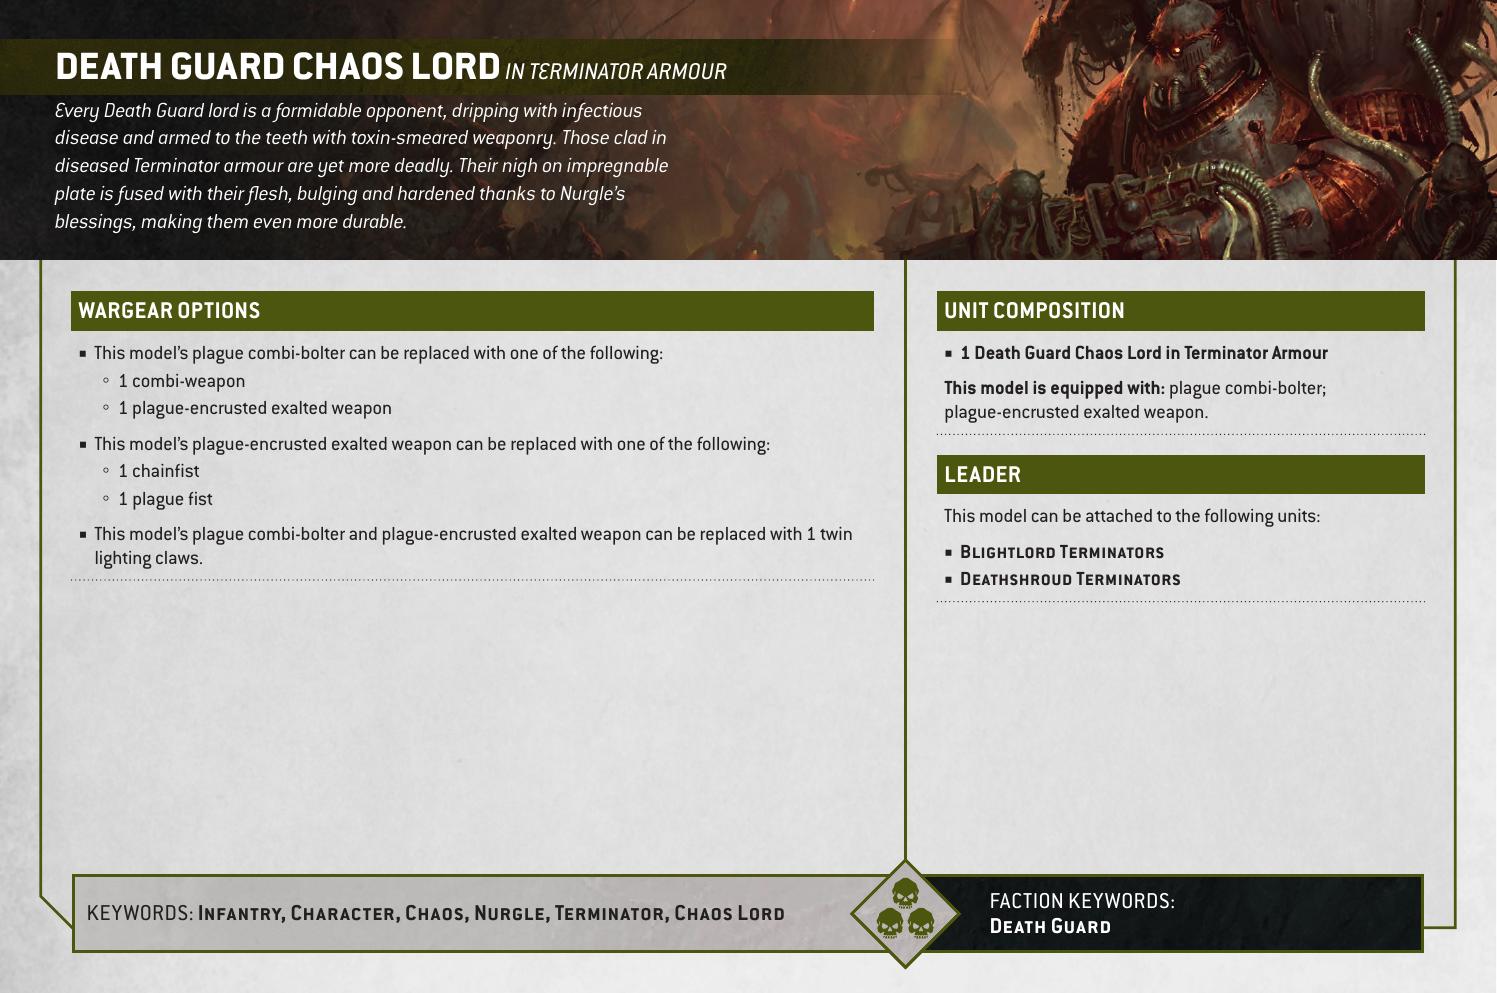 DEATH GUARD CHAOS LORD IN TERMINATOR ARMOUR
Every Death Guard lord is a formidable opponent, dripping with infectious
disease and armed to the teeth with toxin-smeared weaponry. Those clad in
diseased Terminator armour are yet more deadly. Their nigh on impregnable
plate is fused with their flesh, bulging and hardened thanks to Nurgle's
blessings, making them even more durable.
WARGEAR OPTIONS
■ This model's plague combi-bolter can be replaced with one of the following:
◦ 1 combi-weapon
◦ 1 plague-encrusted exalted weapon
■ This model's plague-encrusted exalted weapon can be replaced with one of the following:
◦ 1 chainfist
◦ 1 plague fist
■ This model's plague combi-bolter and plague-encrusted exalted weapon can be replaced with 1 twin
lighting claws.
UNIT COMPOSITION
■ 1 Death Guard Chaos Lord in Terminator Armour
This model is equipped with: plague combi-bolter;
plague-encrusted exalted weapon.
LEADER
This model can be attached to the following units:
■ Blightlord Terminators
■ Deathshroud Terminators
KEYWORDS: Infantry, Character, Chaos, Nurgle, Terminator, Chaos Lord
FACTION KEYWORDS:
Death Guard